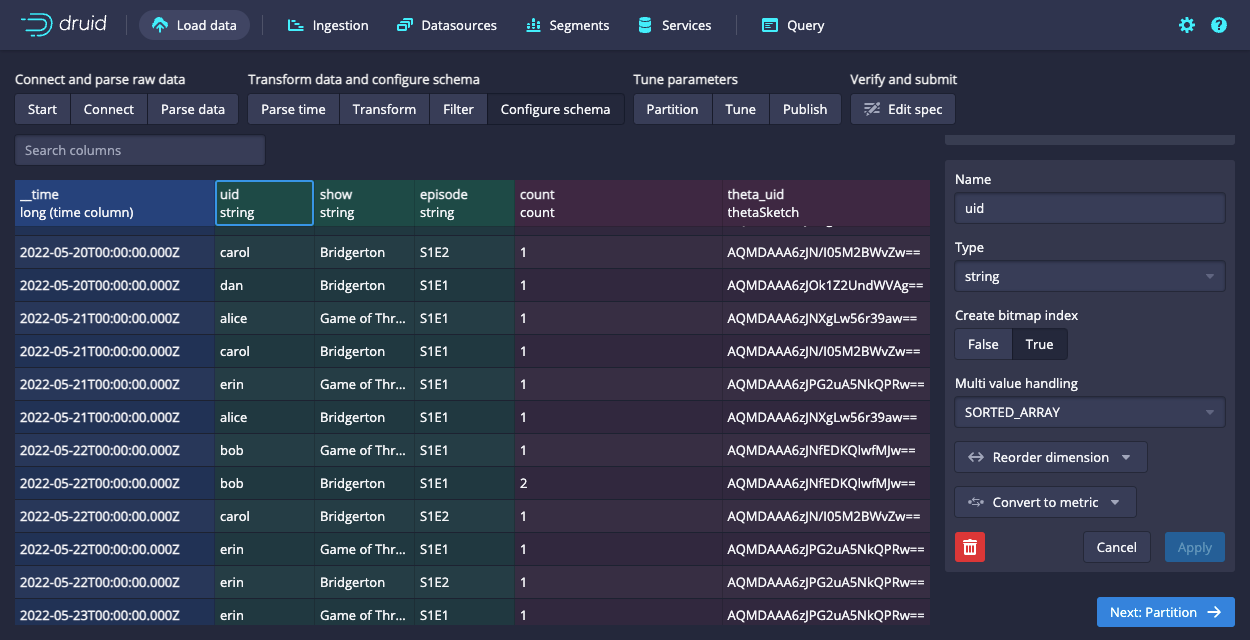 druid Load data Ingestion Datasources Segments Services Query
Connect and parse raw data Transform data and configure schema Tune parameters Verify and submit
Start Connect Parse data Parse time Transform Filter Configure schema Partition Tune Publish Edit spec
Search columns
__time uid show episode count theta_uid
long (time column) string string string count thetaSketch
2022-05-20T00:00:00.000Z carol Bridgerton S1E2 1 AQMDAAA6zJN/I05M2BWvZw==
2022-05-20T00:00:00.000Z dan Bridgerton S1E1 1 AQMDAAA6zJOk1Z2UndWVAg==
2022-05-21T00:00:00.000Z alice Game of Thr... S1E1 1 AQMDAAA6zJNXgLw56r39aw==
2022-05-21T00:00:00.000Z carol Bridgerton S1E1 1 AQMDAAA6zJN/I05M2BWvZw==
2022-05-21T00:00:00.000Z erin Game of Thr... S1E1 1 AQMDAAA6zJPG2uA5NkQPRw==
2022-05-21T00:00:00.000Z alice Bridgerton S1E1 1 AQMDAAA6zJNXgLw56r39aw==
2022-05-22T00:00:00.000Z bob Game of Thr... S1E1 1 AQMDAAA6zJNfEDKQlwfMJw==
2022-05-22T00:00:00.000Z bob Bridgerton S1E1 2 AQMDAAA6zJNfEDKQlwfMJw==
2022-05-22T00:00:00.000Z carol Bridgerton S1E2 1 AQMDAAA6zJN/I05M2BWvZw==
2022-05-22T00:00:00.000Z erin Game of Thr... S1E1 1 AQMDAAA6zJPG2uA5NkQPRw==
2022-05-22T00:00:00.000Z erin Bridgerton S1E2 1 AQMDAAA6zJPG2uA5NkQPRw==
2022-05-23T00:00:00.000Z erin Game of Thr... S1E1 1 AQMDAAA6zJPG2uA5NkQPRw==
Name
uid
Type
string
Create bitmap index
False True
Multi value handling
SORTED_ARRAY
Reorder dimension
Convert to metric
Cancel Apply
Next: Partition